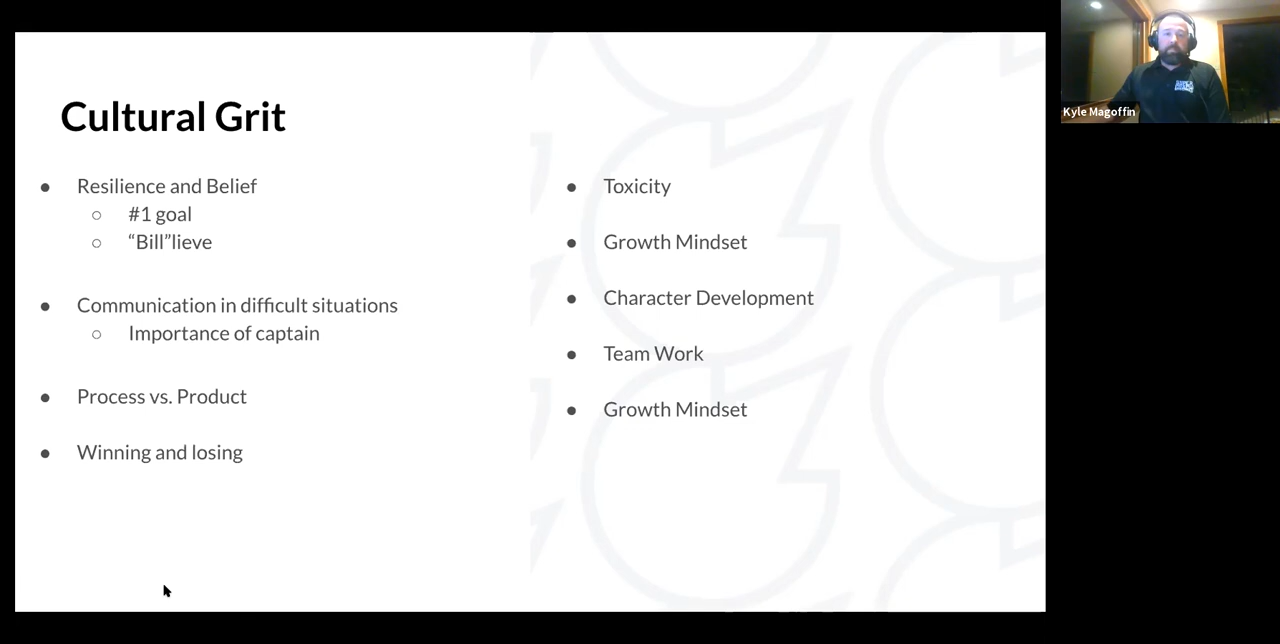 Cultural Grit
● Resilience and Belief
○ #1 goal
○ “Bill”lieve
● Communication in difficult situations
○ Importance of captain
● Process vs. Product
● Winning and losing
● Toxicity
● Growth Mindset
● Character Development
● Team Work
● Growth Mindset
Kyle Magoffin